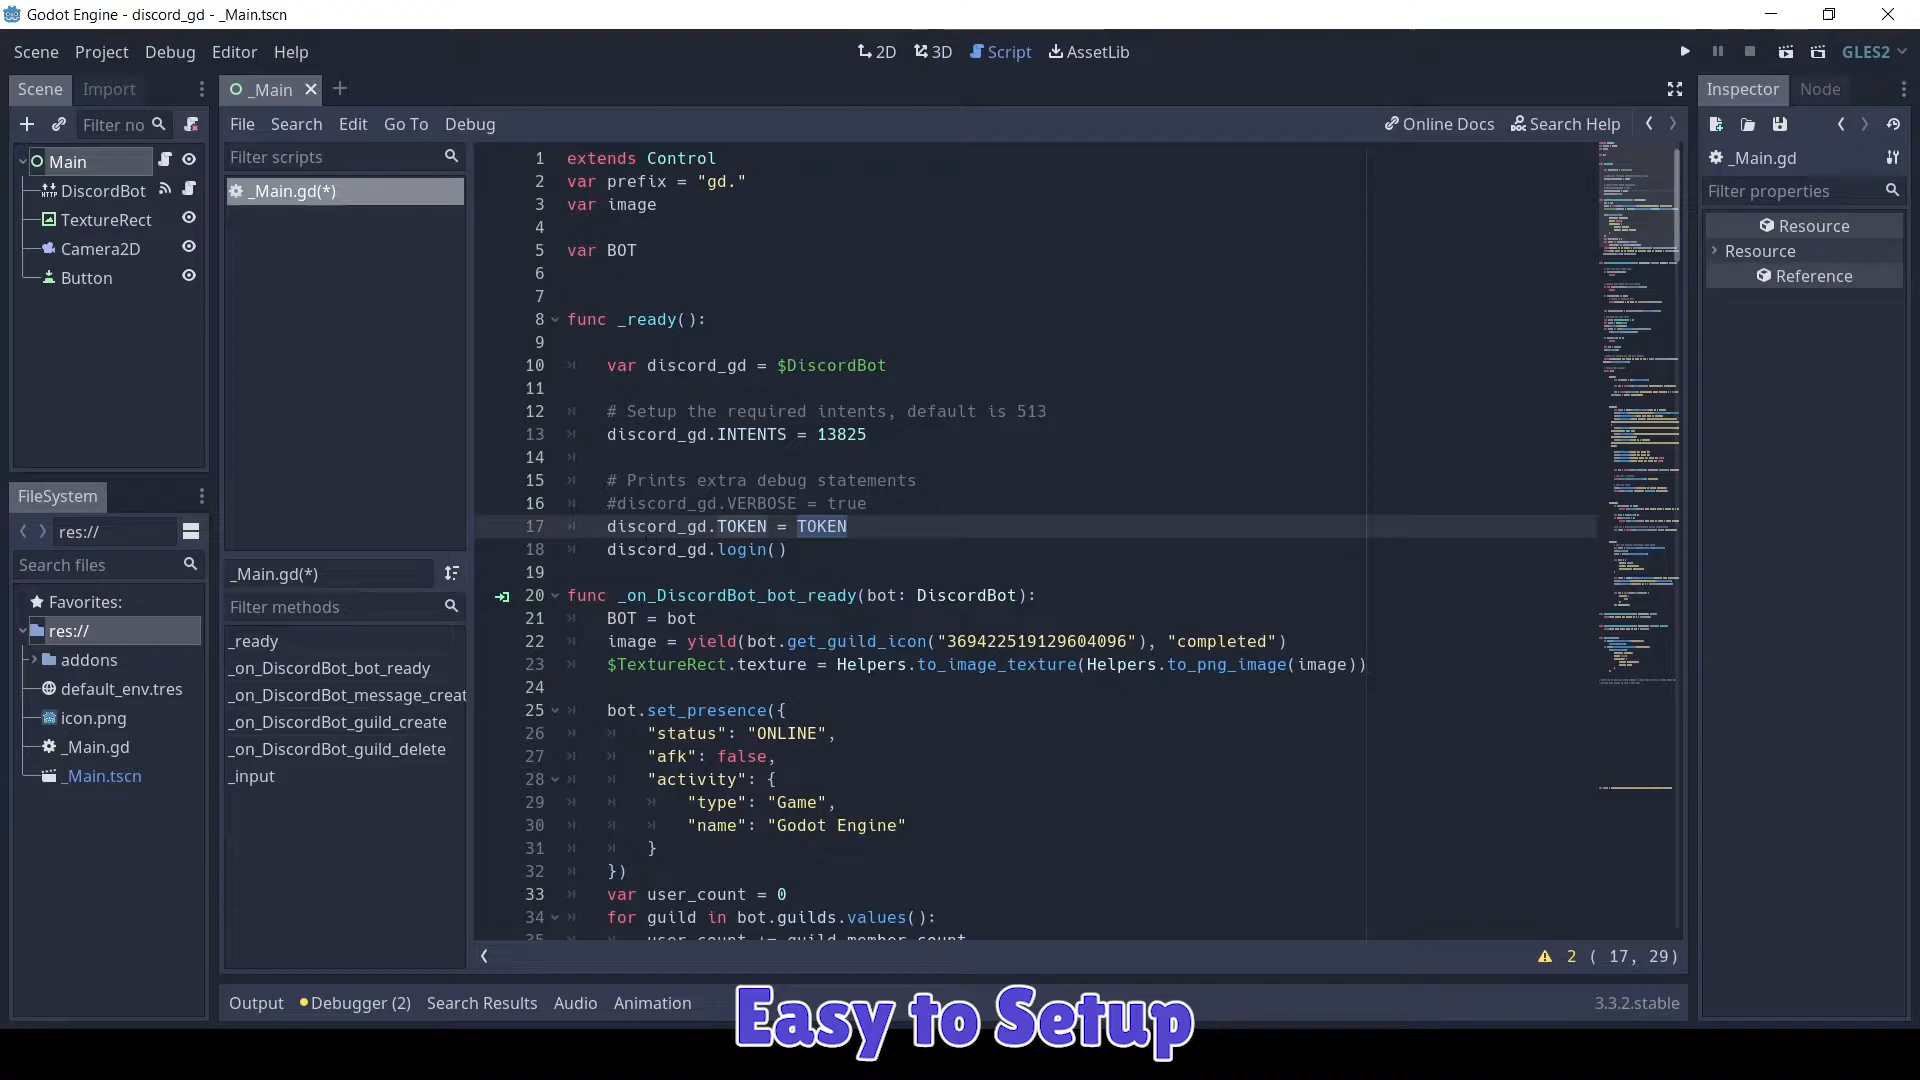 Godot Engine - discord_gd - _Main.tscn
Scene Project Debug Editor Help
2D 3D Script AssetLib
GLES2
Scene Import
_Main
Inspector Node
Filter no
File Search Edit Go To Debug
Online Docs Search Help
Main
DiscordBot
TextureRect
Camera2D
Button
Filter scripts
_Main.gd(*)
_Main.gd
Filter properties
Resource
Resource
Reference
FileSystem
res://
Search files
Favorites:
res://
addons
default_env.tres
icon.png
_Main.gd
_Main.tscn
_Main.gd(*)
Filter methods
_ready
_on_DiscordBot_bot_ready
_on_DiscordBot_message_creat
_on_DiscordBot_guild_create
_on_DiscordBot_guild_delete
_input
1 extends Control
2 var prefix = "gd."
3 var image
4
5 var BOT
6
7
8 func _ready():
9
10 var discord_gd = $DiscordBot
11
12 # Setup the required intents, default is 513
13 discord_gd.INTENTS = 13825
14
15 # Prints extra debug statements
16 #discord_gd.VERBOSE = true
17 discord_gd.TOKEN = TOKEN
18 discord_gd.login()
19
20 func _on_DiscordBot_bot_ready(bot: DiscordBot):
21 BOT = bot
22 image = yield(bot.get_guild_icon("369422519129604096"), "completed")
23 $TextureRect.texture = Helpers.to_image_texture(Helpers.to_png_image(image))
24
25 bot.set_presence({
26 "status": "ONLINE",
27 "afk": false,
28 "activity": {
29 "type": "Game",
30 "name": "Godot Engine"
31 }
32 })
33 var user_count = 0
34 for guild in bot.guilds.values():
35 user_count += guild.member_count
2 ( 17, 29)
Output Debugger (2) Search Results Audio Animation
3.3.2.stable
Easy to Setup